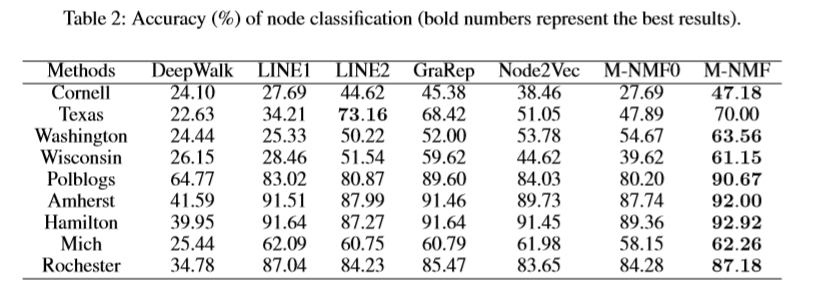 Table 2: Accuracy (%) of node classification (bold numbers represent the best results).
Methods DeepWalk LINE1 LINE2 GraRep Node2Vec M-NMF0 M-NMF
Cornell 24.10 27.69 44.62 45.38 38.46 27.69 47.18
Texas 22.63 34.21 73.16 68.42 51.05 47.89 70.00
Washington 24.44 25.33 50.22 52.00 53.78 54.67 63.56
Wisconsin 26.15 28.46 51.54 59.62 44.62 39.62 61.15
Polblogs 64.77 83.02 80.87 89.60 84.03 80.20 90.67
Amherst 41.59 91.51 87.99 91.46 89.73 87.74 92.00
Hamilton 39.95 91.64 87.27 91.64 91.45 89.36 92.92
Mich 25.44 62.09 60.75 60.79 61.98 58.15 62.26
Rochester 34.78 87.04 84.23 85.47 83.65 84.28 87.18